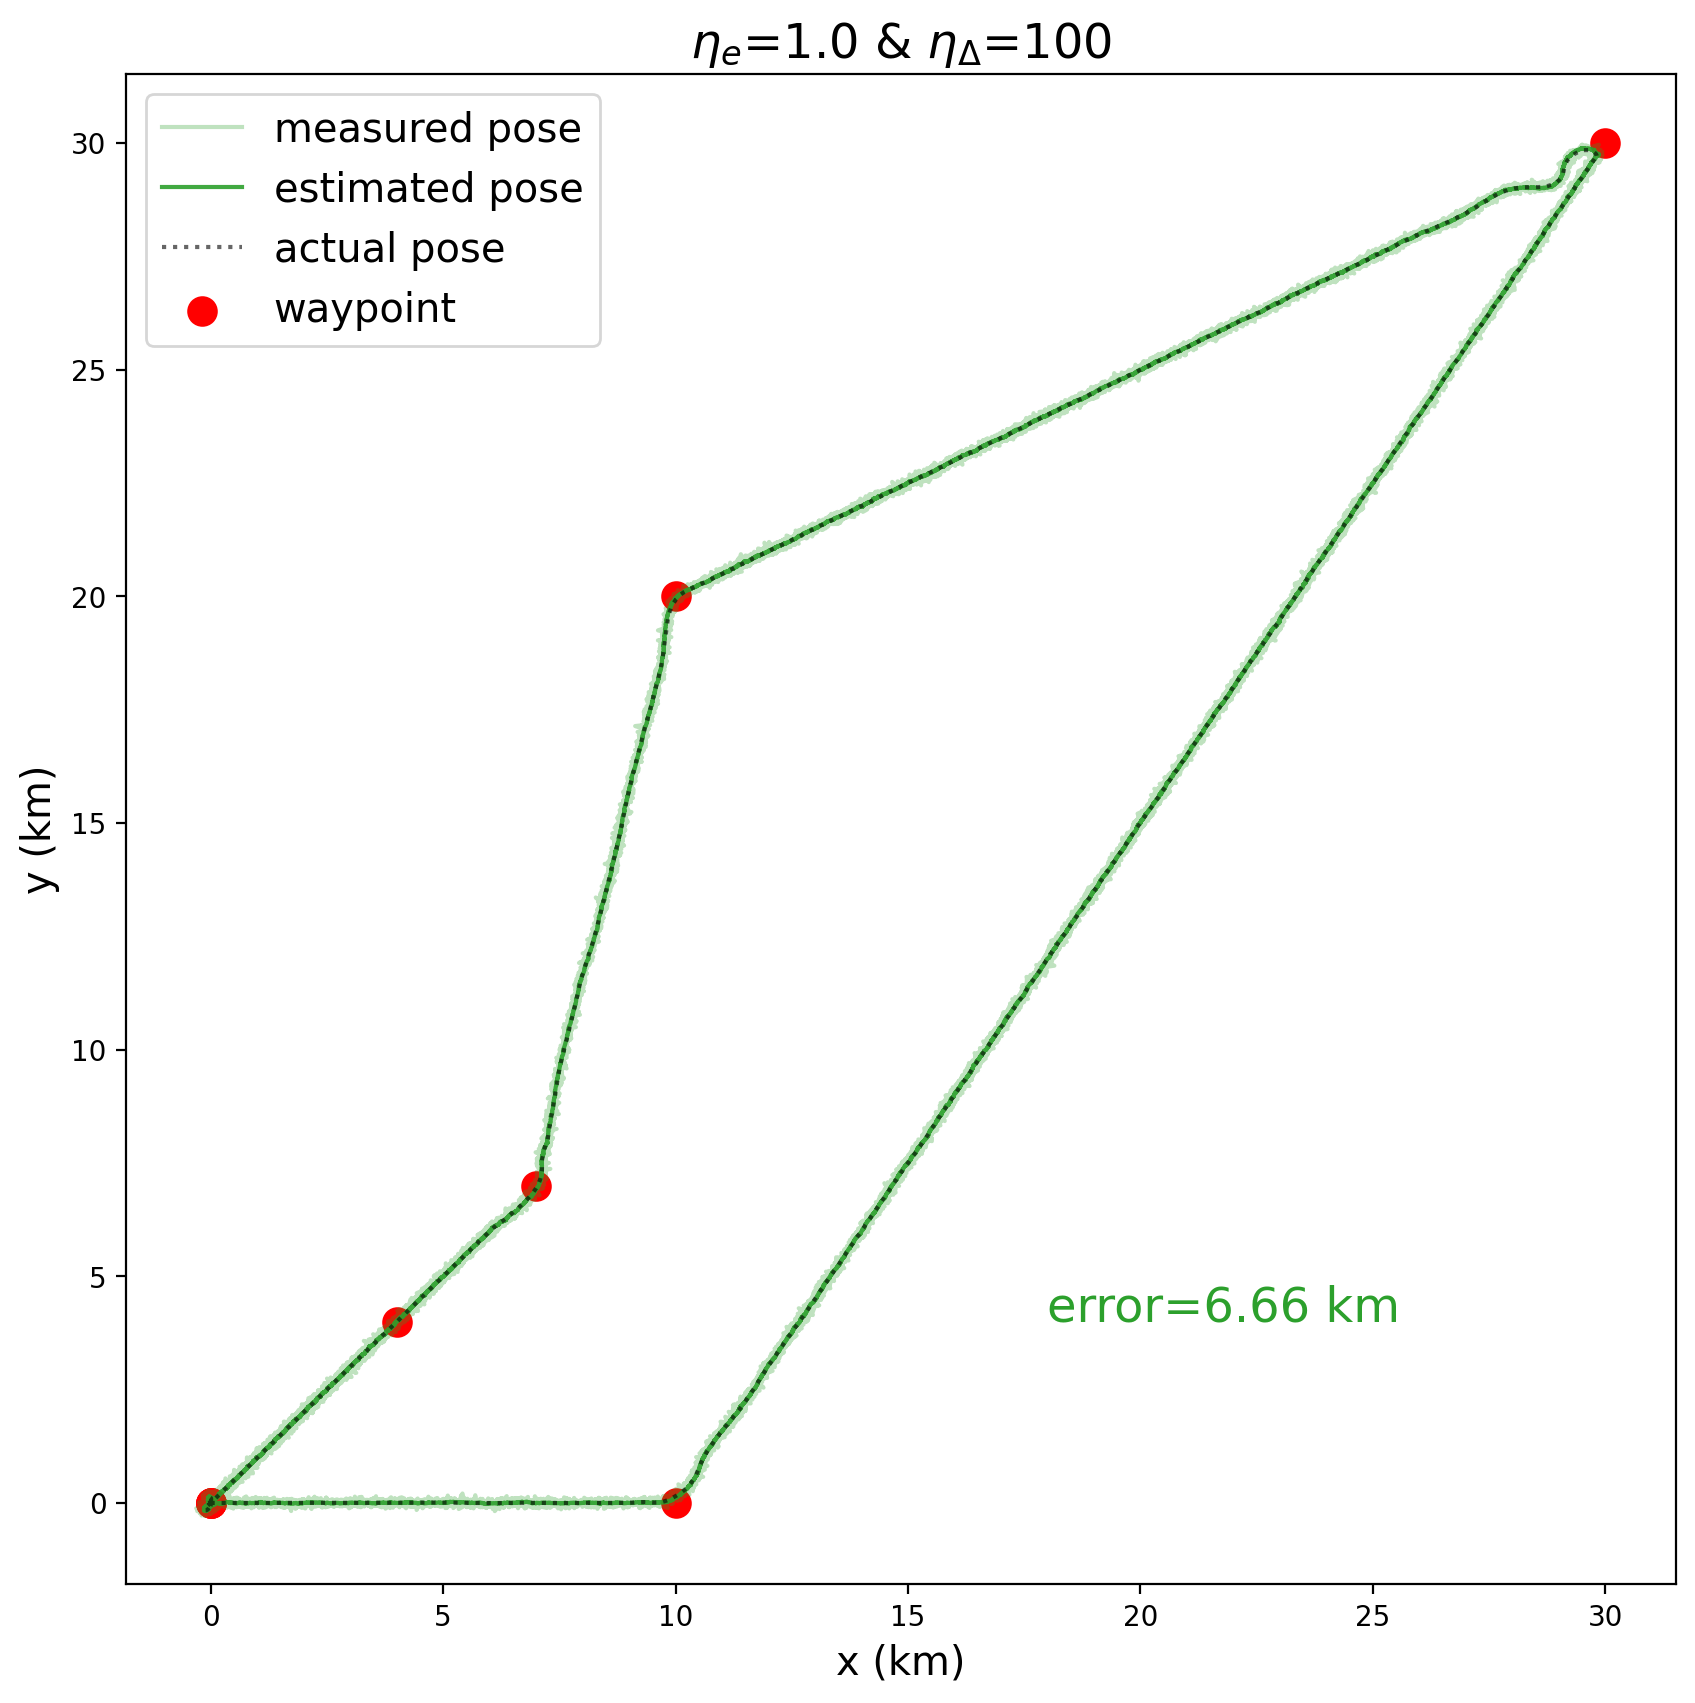 ηₑ=1.0 & η_Δ=100
measured pose
estimated pose
actual pose
waypoint
30
25
20
15
10
5
0
y (km)
error=6.66 km
0 5 10 15 20 25 30
x (km)